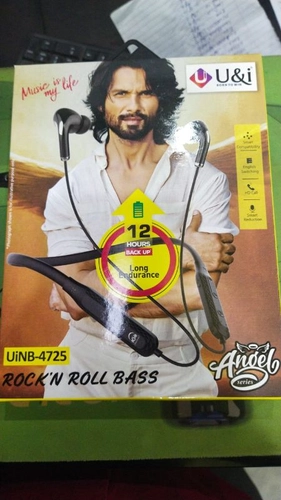 Music is my life
U&i
UiNB-4725
12
HOURS
BACK UP
Long
Endurance
Angel
series
ROCK'N ROLL BASS